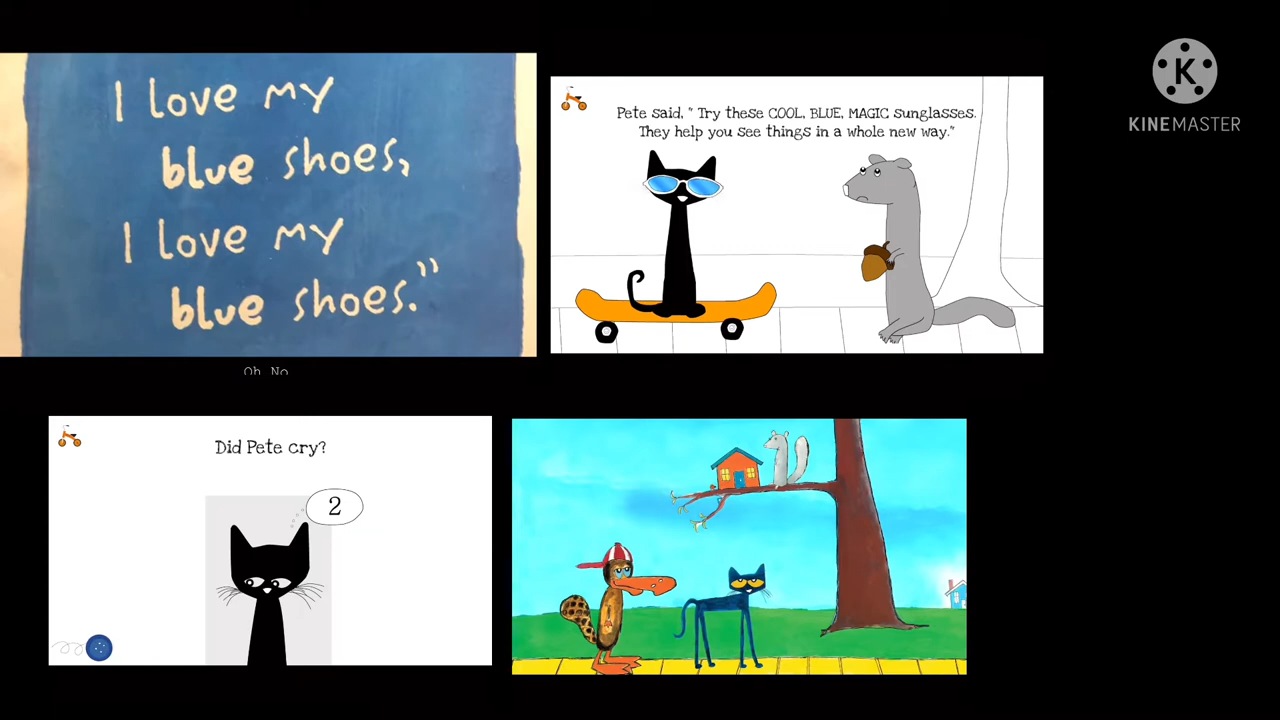 I love my
blue shoes,
I love my
blue shoes."
Oh No
Pete said, " Try these COOL, BLUE, MAGIC sunglasses.
They help you see things in a whole new way."
K
KINEMASTER
Did Pete cry?
2